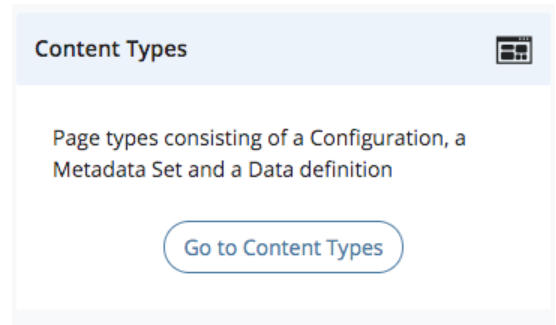 Content Types
Page types consisting of a Configuration, a
Metadata Set and a Data definition
Go to Content Types